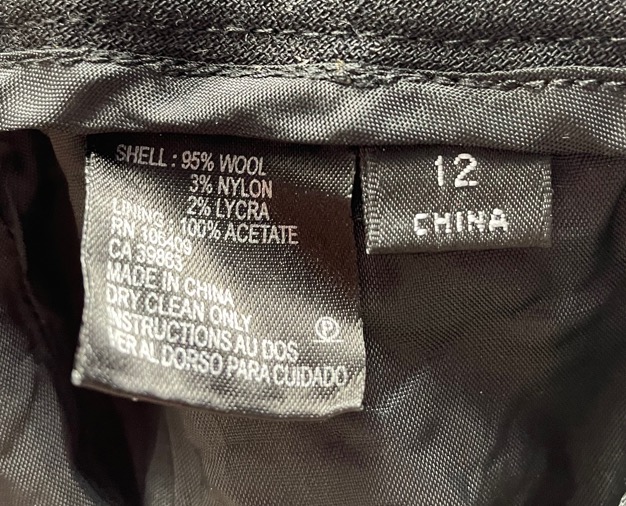 SHELL : 95% WOOL
3% NYLON
2% LYCRA
LINING : 100% ACETATE
RN 106409
CA 39883
MADE IN CHINA
DRY CLEAN ONLY
INSTRUCTIONS AU DOS
VER AL DORSO PARA CUIDADO
P
12
CHINA